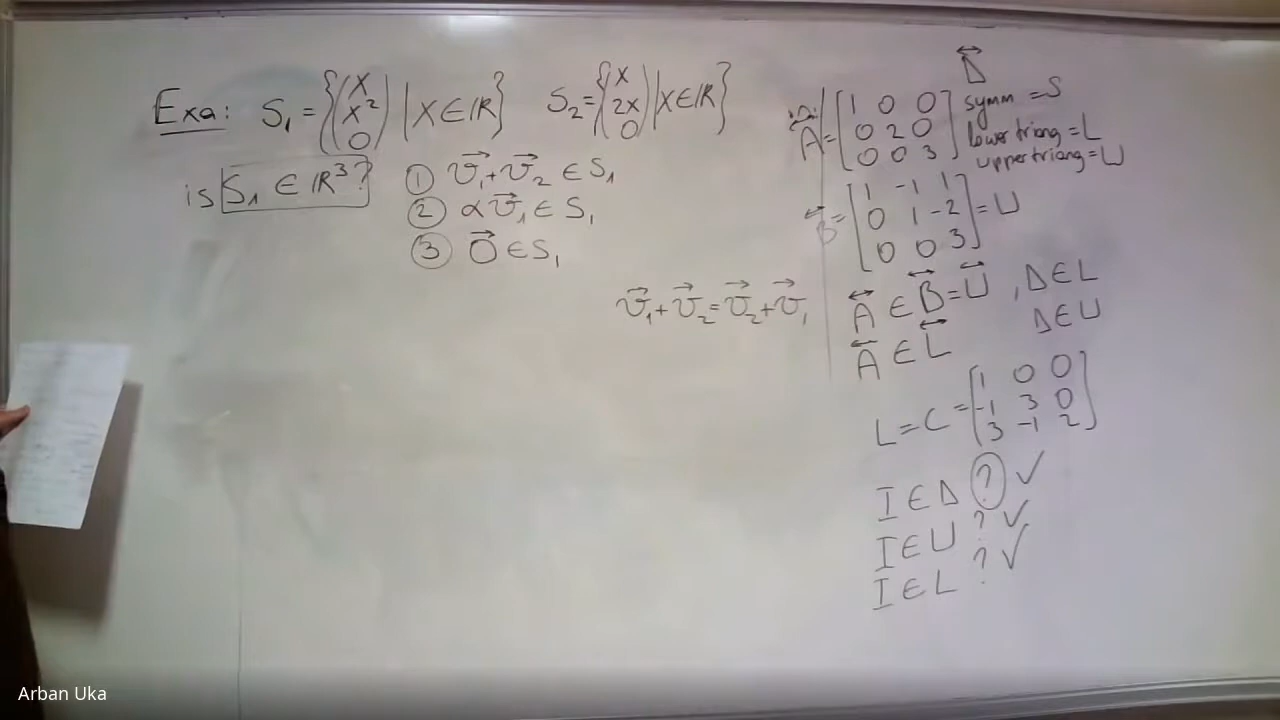 Exa: S₁ = {(x x² 0) | x ∈ ℝ} S₂ = {(x 2x 0) | x ∈ ℝ}
is S₁ ∈ ℝ³?
① v⃗₁ + v⃗₂ ∈ S₁
② αv⃗₁ ∈ S₁
③ 0⃗ ∈ S₁
v⃗₁ + v⃗₂ = v⃗₂ + v⃗₁
D
A = [1 0 0
0 2 0
0 0 3]
symm = S
lower triang = L
upper triang = U
B = [1 -1 1
0 1 -2
0 0 3] = U
A ∈ B = U, D ∈ L
D ∈ U
A ∈ L
L = C = [1 0 0
-1 3 0
3 -1 2]
I ∈ D ? ✓
I ∈ U ? ✓
I ∈ L ? ✓
Arban Uka